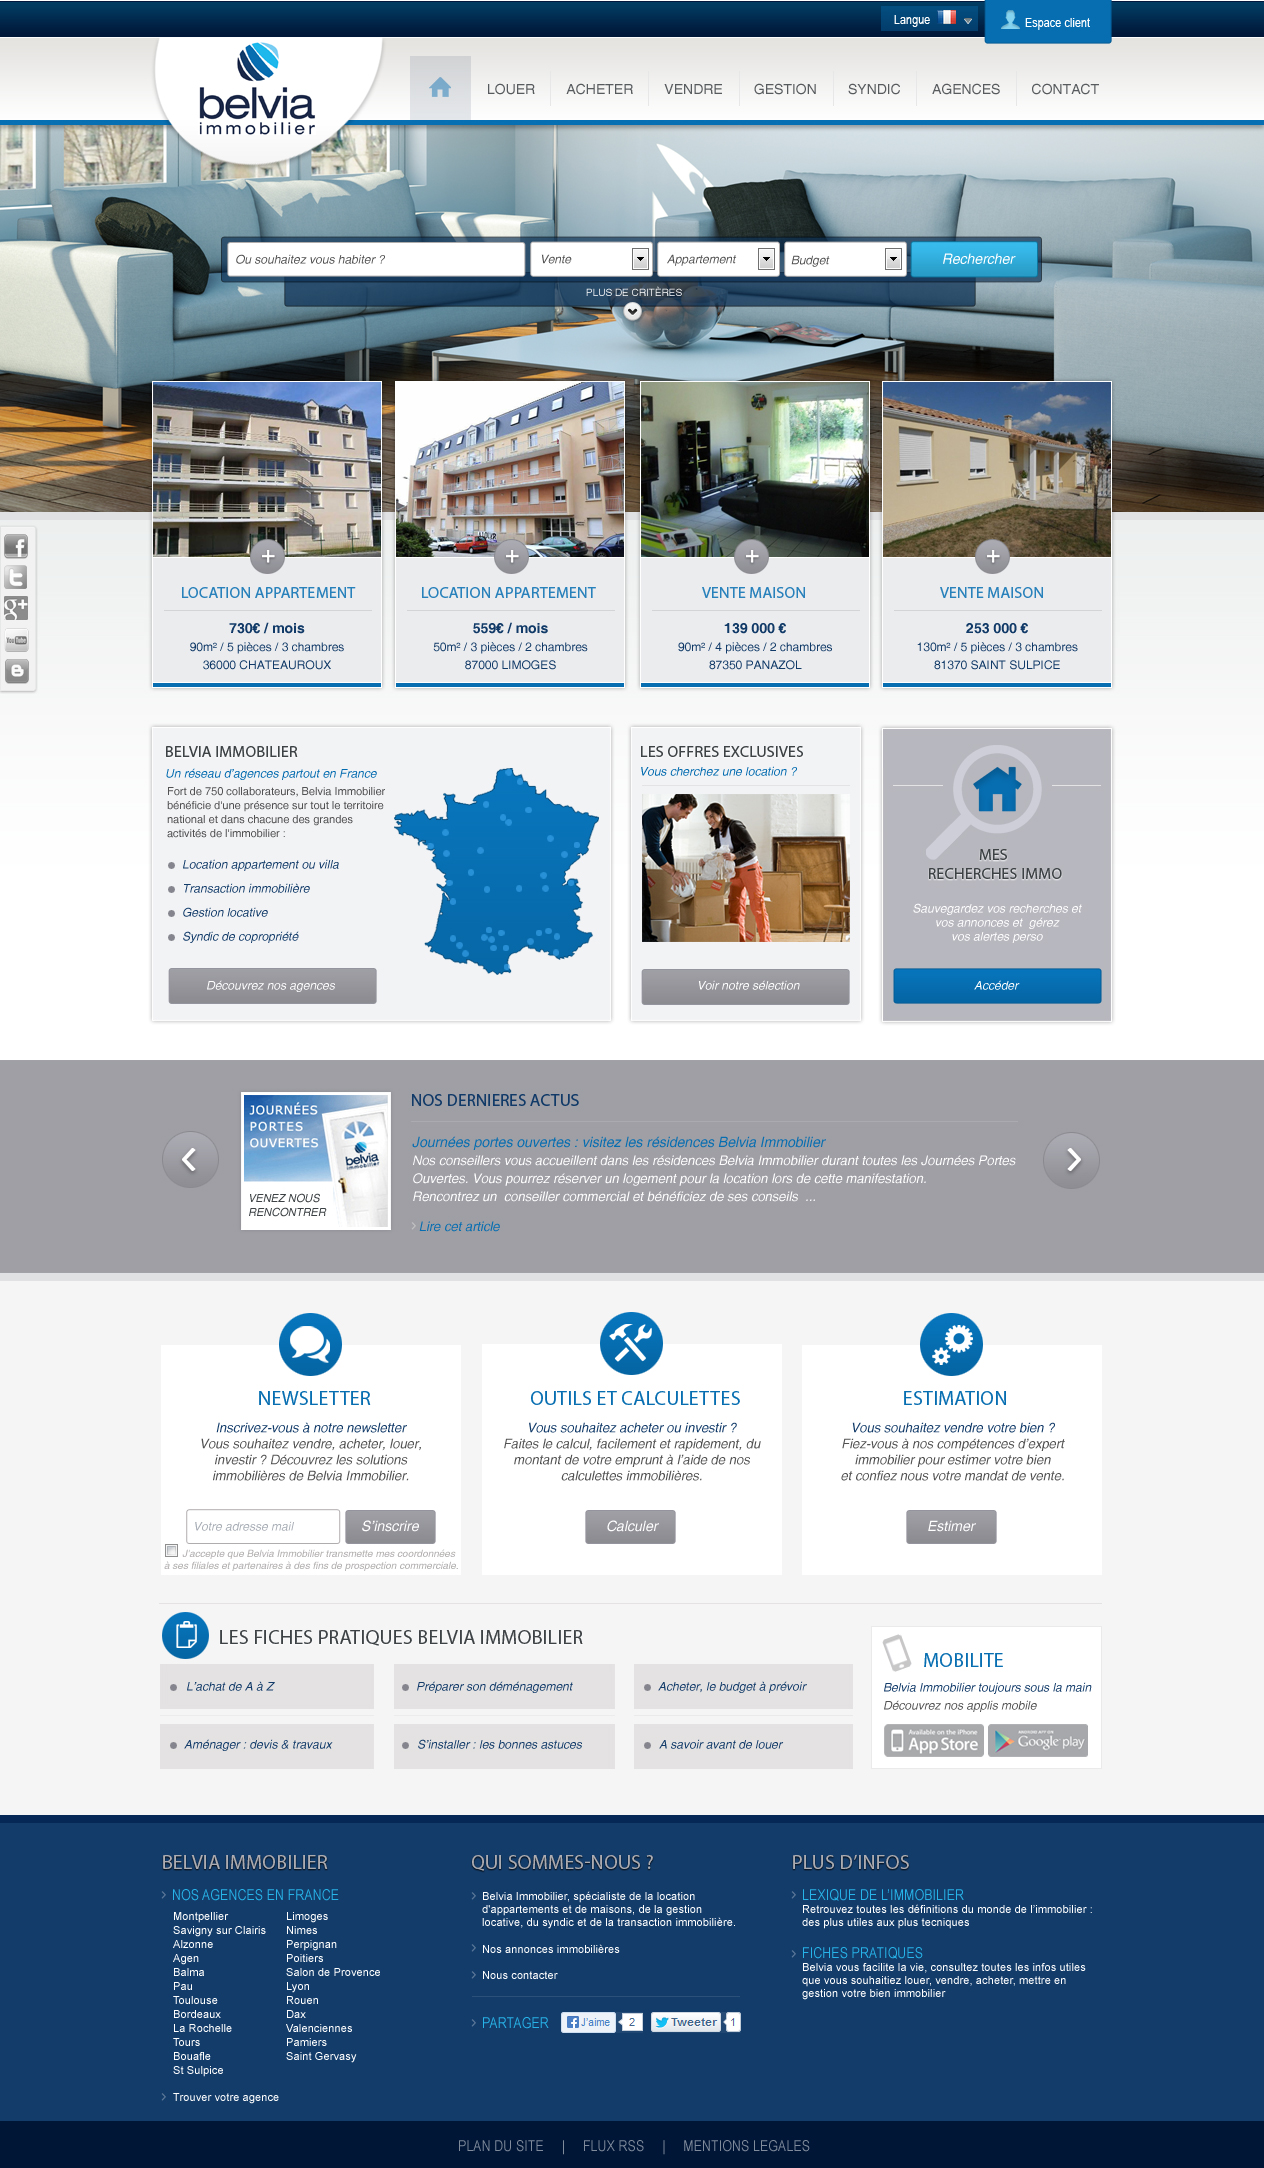 Langue
Espace client
belvia
immobilier
LOUER
ACHETER
VENDRE
GESTION
SYNDIC
AGENCES
CONTACT
Ou souhaitez vous habiter ?
Vente
Appartement
Budget
Rechercher
PLUS DE CRITÈRES
LOCATION APPARTEMENT
730€ / mois
90m² / 5 pièces / 3 chambres
36000 CHATEAUROUX
LOCATION APPARTEMENT
559€ / mois
50m² / 3 pièces / 2 chambres
87000 LIMOGES
VENTE MAISON
139 000 €
90m² / 4 pièces / 2 chambres
87350 PANAZOL
VENTE MAISON
253 000 €
130m² / 5 pièces / 3 chambres
81370 SAINT SULPICE
BELVIA IMMOBILIER
Un réseau d'agences partout en France
Fort de 750 collaborateurs, Belvia Immobilier
bénéficie d'une présence sur tout le territoire
national et dans chacune des grandes
activités de l'immobilier :
Location appartement ou villa
Transaction immobilière
Gestion locative
Syndic de copropriété
Découvrez nos agences
LES OFFRES EXCLUSIVES
Vous cherchez une location ?
Voir notre sélection
MES
RECHERCHES IMMO
Sauvegardez vos recherches et
vos annonces et gérez
vos alertes perso
Accéder
JOURNÉES
PORTES
OUVERTES
belvia
immobilier
VENEZ NOUS
RENCONTRER
NOS DERNIERES ACTUS
Journées portes ouvertes : visitez les résidences Belvia Immobilier
Nos conseillers vous accueillent dans les résidences Belvia Immobilier durant toutes les Journées Portes
Ouvertes. Vous pourrez réserver un logement pour la location lors de cette manifestation.
Rencontrez un conseiller commercial et bénéficiez de ses conseils ...
Lire cet article
NEWSLETTER
Inscrivez-vous à notre newsletter
Vous souhaitez vendre, acheter, louer,
investir ? Découvrez les solutions
immobilières de Belvia Immobilier.
Votre adresse mail
S'inscrire
J'accepte que Belvia Immobilier transmette mes coordonnées
à ses filiales et partenaires à des fins de prospection commerciale.
OUTILS ET CALCULETTES
Vous souhaitez acheter ou investir ?
Faites le calcul, facilement et rapidement, du
montant de votre emprunt à l'aide de nos
calculettes immobilières.
Calculer
ESTIMATION
Vous souhaitez vendre votre bien ?
Fiez-vous à nos compétences d'expert
immobilier pour estimer votre bien
et confiez nous votre mandat de vente.
Estimer
LES FICHES PRATIQUES BELVIA IMMOBILIER
L'achat de A à Z
Préparer son déménagement
Acheter, le budget à prévoir
Aménager : devis & travaux
S'installer : les bonnes astuces
A savoir avant de louer
MOBILITE
Belvia Immobilier toujours sous la main
Découvrez nos applis mobile
Available on the iPhone
App Store
Google play
BELVIA IMMOBILIER
NOS AGENCES EN FRANCE
Montpellier
Savigny sur Clairis
Alzonne
Agen
Balma
Pau
Toulouse
Bordeaux
La Rochelle
Tours
Bouafle
St Sulpice
Limoges
Nimes
Perpignan
Poitiers
Salon de Provence
Lyon
Rouen
Dax
Valenciennes
Pamiers
Saint Gervasy
Trouver votre agence
QUI SOMMES-NOUS ?
Belvia Immobilier, spécialiste de la location
d'appartements et de maisons, de la gestion
locative, du syndic et de la transaction immobilière.
Nos annonces immobilières
Nous contacter
PARTAGER
J'aime
2
Tweeter
1
PLUS D'INFOS
LEXIQUE DE L'IMMOBILIER
Retrouvez toutes les définitions du monde de l'immobilier :
des plus utiles aux plus tecniques
FICHES PRATIQUES
Belvia vous facilite la vie, consultez toutes les infos utiles
que vous souhaitiez louer, vendre, acheter, mettre en
gestion votre bien immobilier
PLAN DU SITE | FLUX RSS | MENTIONS LEGALES